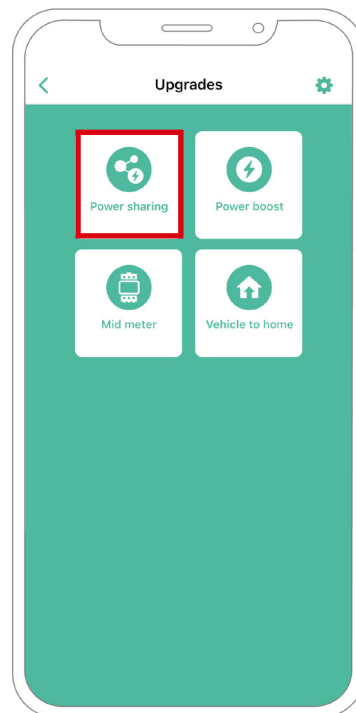 Upgrades
Power sharing
Power boost
Mid meter
Vehicle to home